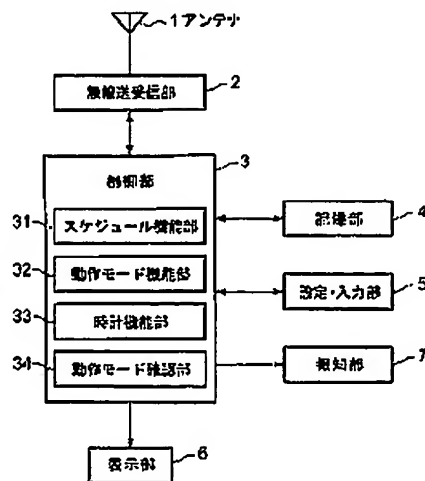 1 アンテナ
無線送受信部
2
3
制御部
31
スケジュール機能部
32
動作モード機能部
33
時計機能部
34
動作モード確認部
記憶部
4
設定・入力部
5
報知部
7
表示部
6